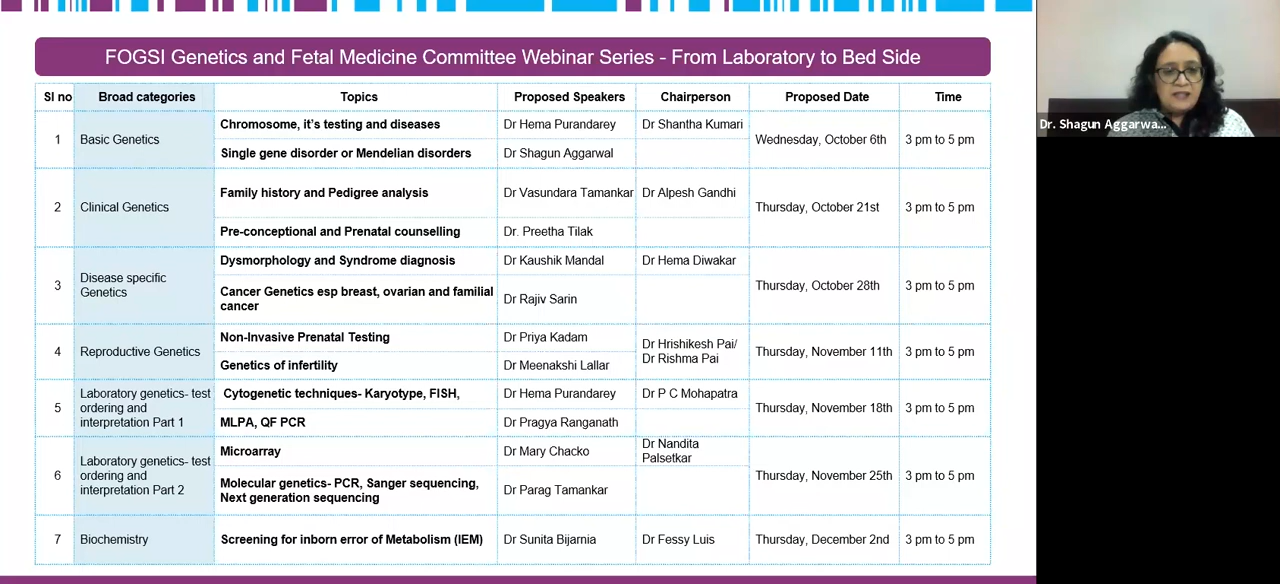 FOGSI Genetics and Fetal Medicine Committee Webinar Series - From Laboratory to Bed Side
Sl no Broad categories Topics Proposed Speakers Chairperson Proposed Date Time
1 Basic Genetics Chromosome, it's testing and diseases Dr Hema Purandarey Dr Shantha Kumari Wednesday, October 6th 3 pm to 5 pm
Single gene disorder or Mendelian disorders Dr Shagun Aggarwal
2 Clinical Genetics Family history and Pedigree analysis Dr Vasundara Tamankar Dr Alpesh Gandhi Thursday, October 21st 3 pm to 5 pm
Pre-conceptional and Prenatal counselling Dr. Preetha Tilak
3 Disease specific Dysmorphology and Syndrome diagnosis Dr Kaushik Mandal Dr Hema Diwakar Thursday, October 28th 3 pm to 5 pm
Genetics Cancer Genetics esp breast, ovarian and familial Dr Rajiv Sarin
cancer
4 Reproductive Genetics Non-Invasive Prenatal Testing Dr Priya Kadam Dr Hrishikesh Pai/ Thursday, November 11th 3 pm to 5 pm
Genetics of infertility Dr Meenakshi Lallar Dr Rishma Pai
5 Laboratory genetics- test Cytogenetic techniques- Karyotype, FISH, Dr Hema Purandarey Dr P C Mohapatra Thursday, November 18th 3 pm to 5 pm
ordering and
interpretation Part 1 MLPA, QF PCR Dr Pragya Ranganath
6 Laboratory genetics- test Microarray Dr Mary Chacko Dr Nandita Thursday, November 25th 3 pm to 5 pm
ordering and Palsetkar
interpretation Part 2 Molecular genetics- PCR, Sanger sequencing, Dr Parag Tamankar
Next generation sequencing
7 Biochemistry Screening for inborn error of Metabolism (IEM) Dr Sunita Bijarnia Dr Fessy Luis Thursday, December 2nd 3 pm to 5 pm
Dr. Shagun Aggarwa...